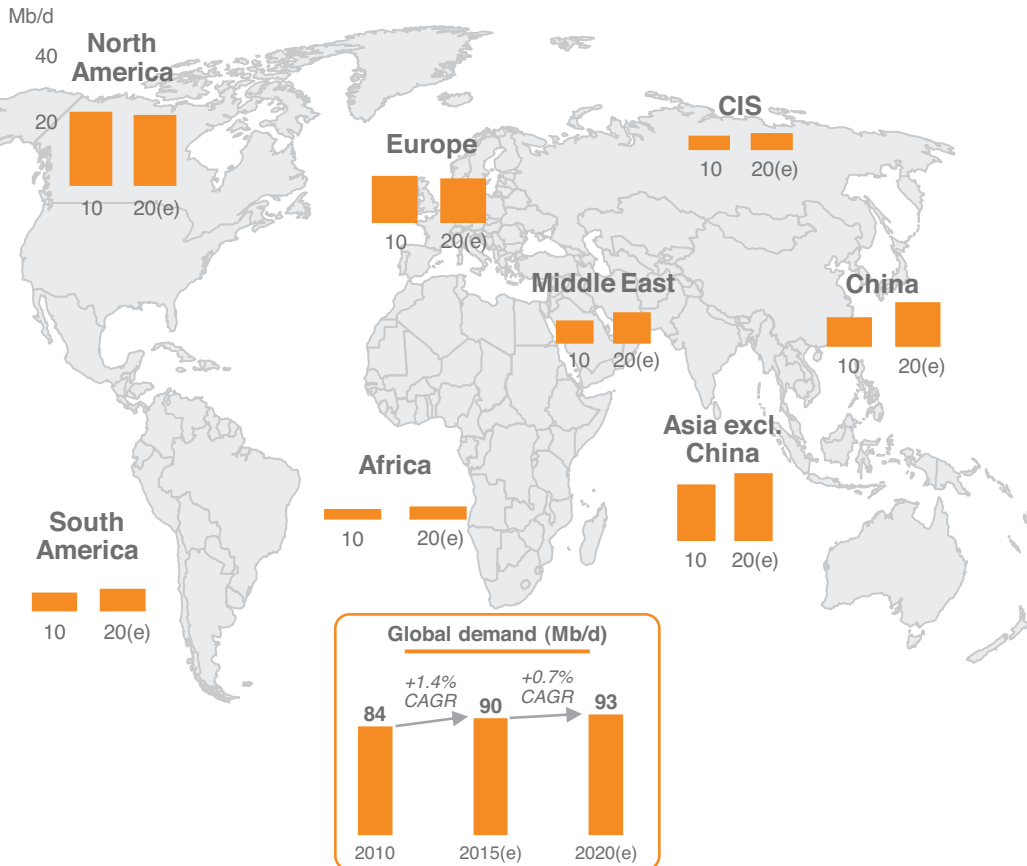 Mb/d
40
20
North
America
10 20(e)
Europe
10 20(e)
CIS
10 20(e)
Middle East
10 20(e)
China
10 20(e)
Asia excl.
China
10 20(e)
Africa
10 20(e)
South
America
10 20(e)
Global demand (Mb/d)
+1.4%
CAGR
+0.7%
CAGR
84 90 93
2010 2015(e) 2020(e)